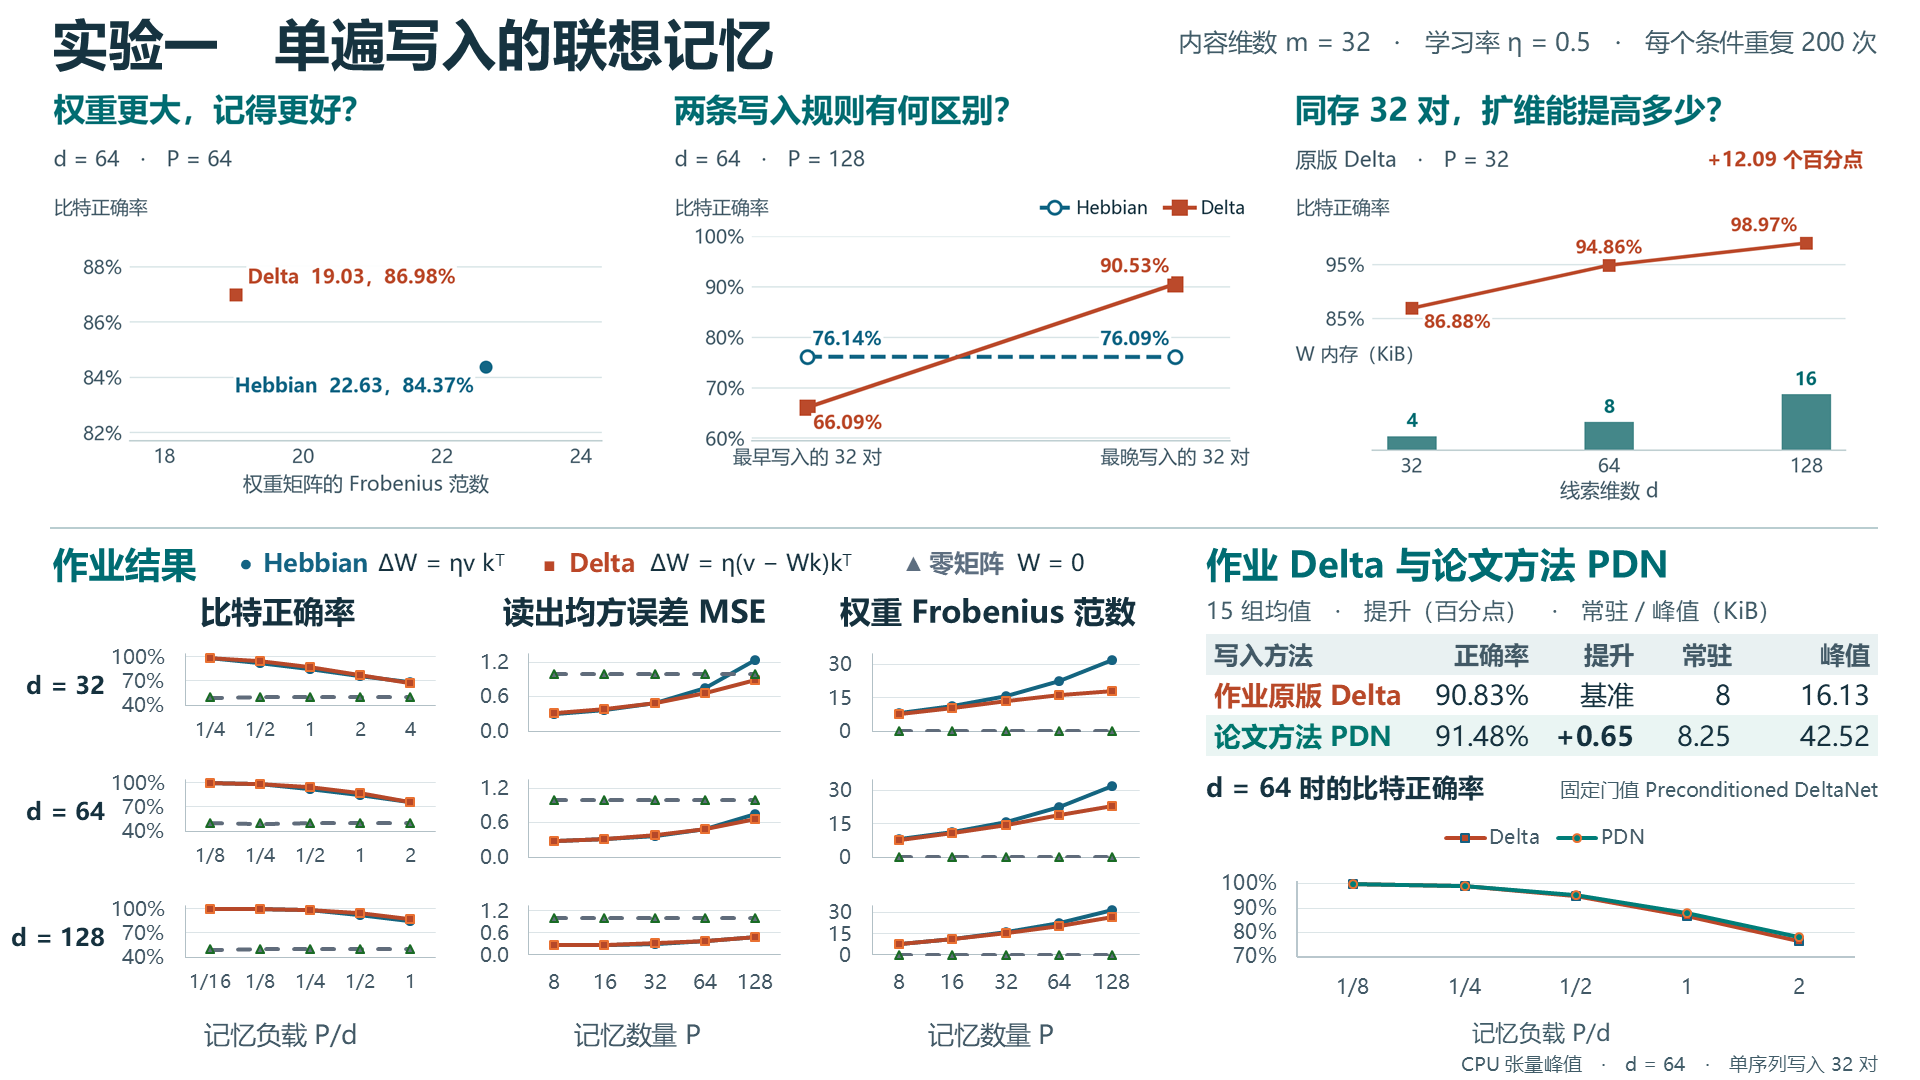 实验一　单遍写入的联想记忆
内容维数 m = 32 · 学习率 η = 0.5 · 每个条件重复 200 次
权重更大，记得更好？
d = 64 · P = 64
比特正确率
88%
86%
84%
82%
Delta 19.03，86.98%
Hebbian 22.63，84.37%
18 20 22 24
权重矩阵的 Frobenius 范数
两条写入规则有何区别？
d = 64 · P = 128
比特正确率
Hebbian Delta
100%
90%
80%
70%
60%
90.53%
76.14% 76.09%
66.09%
最早写入的 32 对 最晚写入的 32 对
同存 32 对，扩维能提高多少？
原版 Delta · P = 32
+12.09 个百分点
比特正确率
98.97%
94.86%
86.88%
95%
85%
W 内存（KiB）
4 8 16
32 64 128
线索维数 d
作业结果
Hebbian ΔW = ηv kᵀ
Delta ΔW = η(v − Wk)kᵀ
零矩阵 W = 0
比特正确率 读出均方误差 MSE 权重 Frobenius 范数
d = 32
100%
70%
40%
1/4 1/2 1 2 4
1.2
0.6
0.0
30
15
0
d = 64
100%
70%
40%
1/8 1/4 1/2 1 2
1.2
0.6
0.0
30
15
0
d = 128
100%
70%
40%
1/16 1/8 1/4 1/2 1
1.2
0.6
0.0
8 16 32 64 128
30
15
0
8 16 32 64 128
记忆负载 P/d 记忆数量 P 记忆数量 P
作业 Delta 与论文方法 PDN
15 组均值 · 提升（百分点） · 常驻 / 峰值（KiB）
写入方法 正确率 提升 常驻 峰值
作业原版 Delta 90.83% 基准 8 16.13
论文方法 PDN 91.48% +0.65 8.25 42.52
d = 64 时的比特正确率
固定门值 Preconditioned DeltaNet
Delta PDN
100%
90%
80%
70%
1/8 1/4 1/2 1 2
记忆负载 P/d
CPU 张量峰值 · d = 64 · 单序列写入 32 对